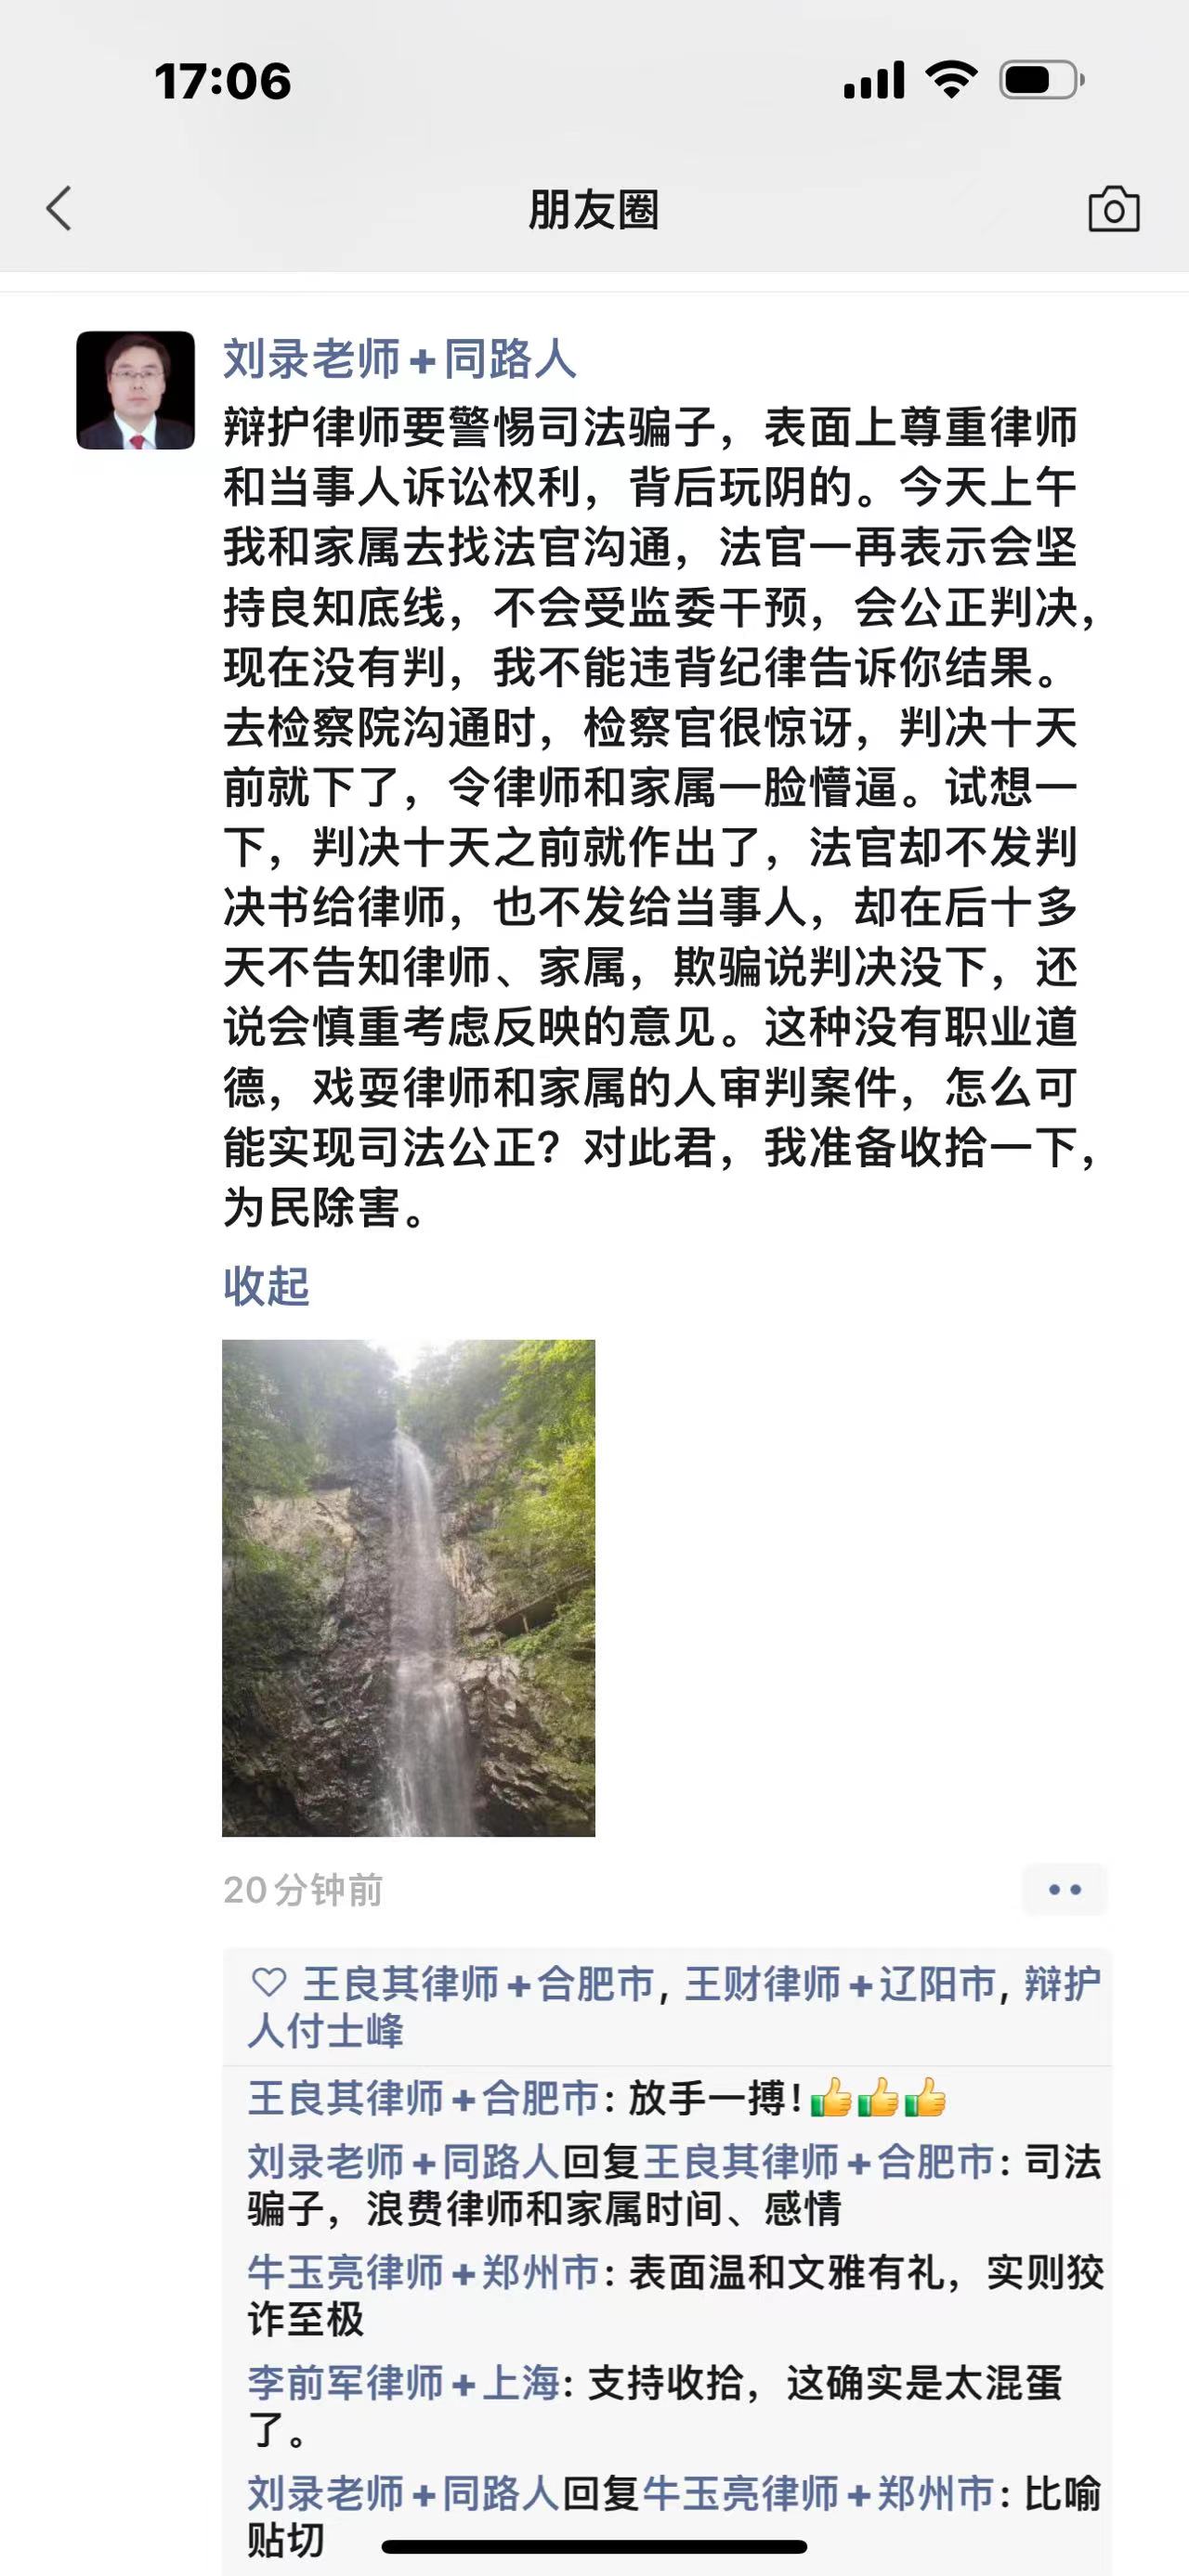 17:06
朋友圈
刘录老师+同路人
辩护律师要警惕司法骗子，表面上尊重律师
和当事人诉讼权利，背后玩阴的。今天上午
我和家属去找法官沟通，法官一再表示会坚
持良知底线，不会受监委干预，会公正判决，
现在没有判，我不能违背纪律告诉你结果。
去检察院沟通时，检察官很惊讶，判决十天
前就下了，令律师和家属一脸懵逼。试想一
下，判决十天之前就作出了，法官却不发判
决书给律师，也不发给当事人，却在后十多
天不告知律师、家属，欺骗说判决没下，还
说会慎重考虑反映的意见。这种没有职业道
德，戏耍律师和家属的人审判案件，怎么可
能实现司法公正？对此君，我准备收拾一下，
为民除害。
收起
20分钟前
王良其律师+合肥市, 王财律师+辽阳市, 辩护
人付士峰
王良其律师+合肥市: 放手一搏!👍👍👍
刘录老师+同路人回复王良其律师+合肥市: 司法
骗子，浪费律师和家属时间、感情
牛玉亮律师+郑州市: 表面温和文雅有礼，实则狡
诈至极
李前军律师+上海: 支持收拾，这确实是太混蛋
了。
刘录老师+同路人回复牛玉亮律师+郑州市: 比喻
贴切